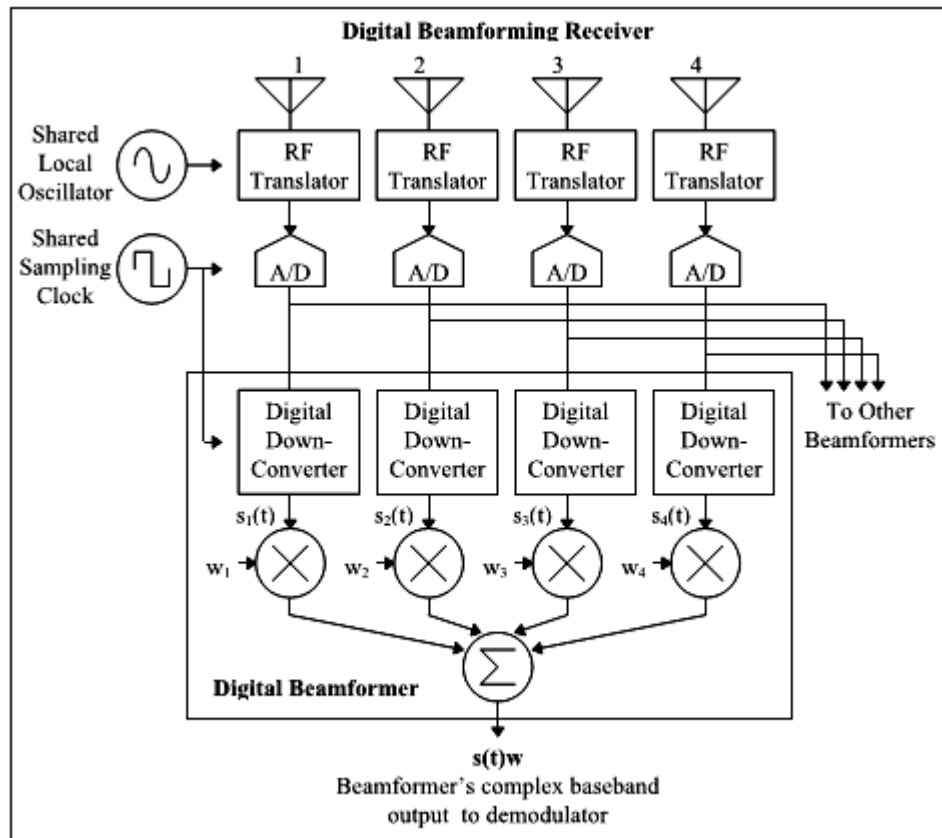 Digital Beamforming Receiver
1 2 3 4
Shared
Local
Oscillator
RF
Translator
RF
Translator
RF
Translator
RF
Translator
Shared
Sampling
Clock
A/D
A/D
A/D
A/D
Digital
Down-
Converter
Digital
Down-
Converter
Digital
Down-
Converter
Digital
Down-
Converter
To Other
Beamformers
s₁(t)
s₂(t)
s₃(t)
s₄(t)
w₁
w₂
w₃
w₄
Σ
Digital Beamformer
s(t)w
Beamformer's complex baseband
output to demodulator